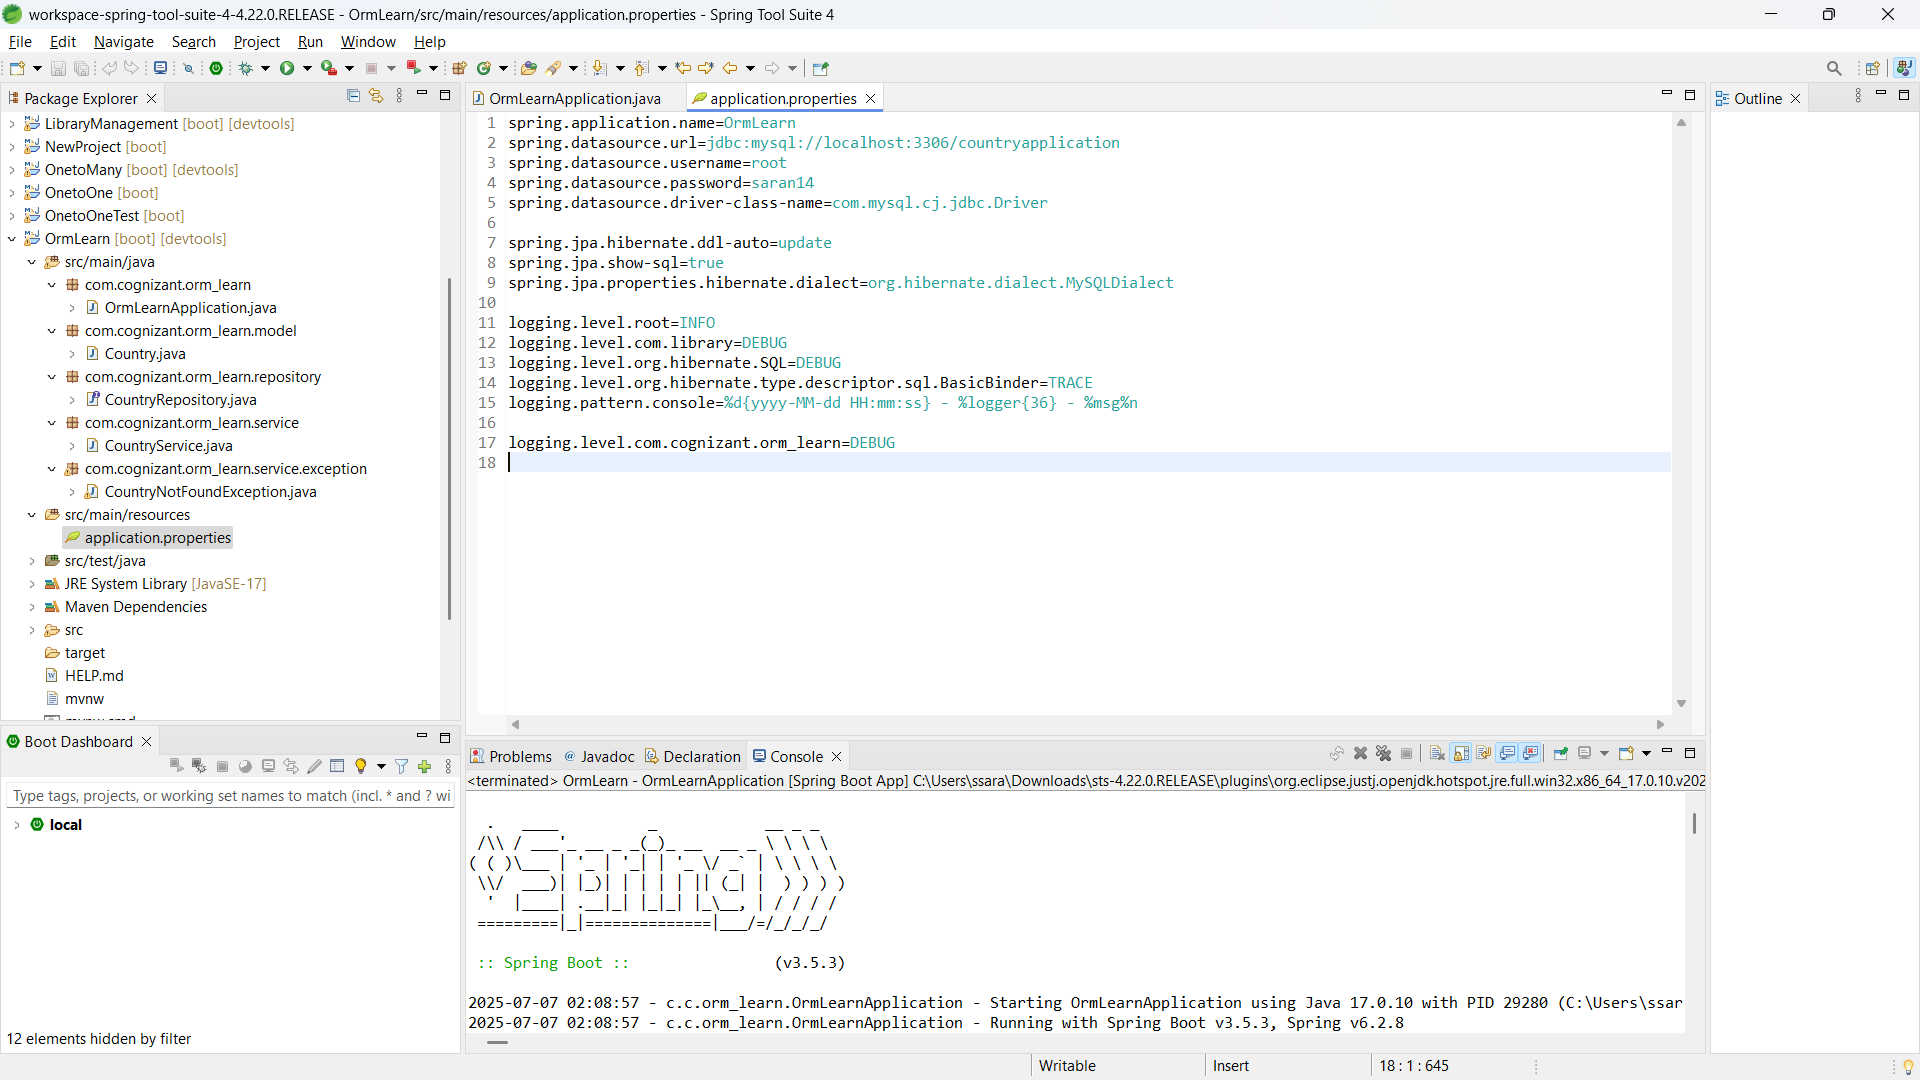 workspace-spring-tool-suite-4-4.22.0.RELEASE - OrmLearn/src/main/resources/application.properties - Spring Tool Suite 4
File Edit Navigate Search Project Run Window Help
Package Explorer
LibraryManagement [boot] [devtools]
NewProject [boot]
OnetoMany [boot] [devtools]
OnetoOne [boot]
OnetoOneTest [boot]
OrmLearn [boot] [devtools]
src/main/java
com.cognizant.orm_learn
OrmLearnApplication.java
com.cognizant.orm_learn.model
Country.java
com.cognizant.orm_learn.repository
CountryRepository.java
com.cognizant.orm_learn.service
CountryService.java
com.cognizant.orm_learn.service.exception
CountryNotFoundException.java
src/main/resources
application.properties
src/test/java
JRE System Library [JavaSE-17]
Maven Dependencies
src
target
HELP.md
mvnw
OrmLearnApplication.java application.properties
1 spring.application.name=OrmLearn
2 spring.datasource.url=jdbc:mysql://localhost:3306/countryapplication
3 spring.datasource.username=root
4 spring.datasource.password=saran14
5 spring.datasource.driver-class-name=com.mysql.cj.jdbc.Driver
6
7 spring.jpa.hibernate.ddl-auto=update
8 spring.jpa.show-sql=true
9 spring.jpa.properties.hibernate.dialect=org.hibernate.dialect.MySQLDialect
10
11 logging.level.root=INFO
12 logging.level.com.library=DEBUG
13 logging.level.org.hibernate.SQL=DEBUG
14 logging.level.org.hibernate.type.descriptor.sql.BasicBinder=TRACE
15 logging.pattern.console=%d{yyyy-MM-dd HH:mm:ss} - %logger{36} - %msg%n
16
17 logging.level.com.cognizant.orm_learn=DEBUG
18
Outline
Boot Dashboard
Type tags, projects, or working set names to match (incl. * and ? wi
local
12 elements hidden by filter
Problems Javadoc Declaration Console
<terminated> OrmLearn - OrmLearnApplication [Spring Boot App] C:\Users\ssara\Downloads\sts-4.22.0.RELEASE\plugins\org.eclipse.justj.openjdk.hotspot.jre.full.win32.x86_64_17.0.10.v202
Spring
:: Spring Boot :: (v3.5.3)
2025-07-07 02:08:57 - c.c.orm_learn.OrmLearnApplication - Starting OrmLearnApplication using Java 17.0.10 with PID 29280 (C:\Users\ssar
2025-07-07 02:08:57 - c.c.orm_learn.OrmLearnApplication - Running with Spring Boot v3.5.3, Spring v6.2.8
Writable Insert 18 : 1 : 645